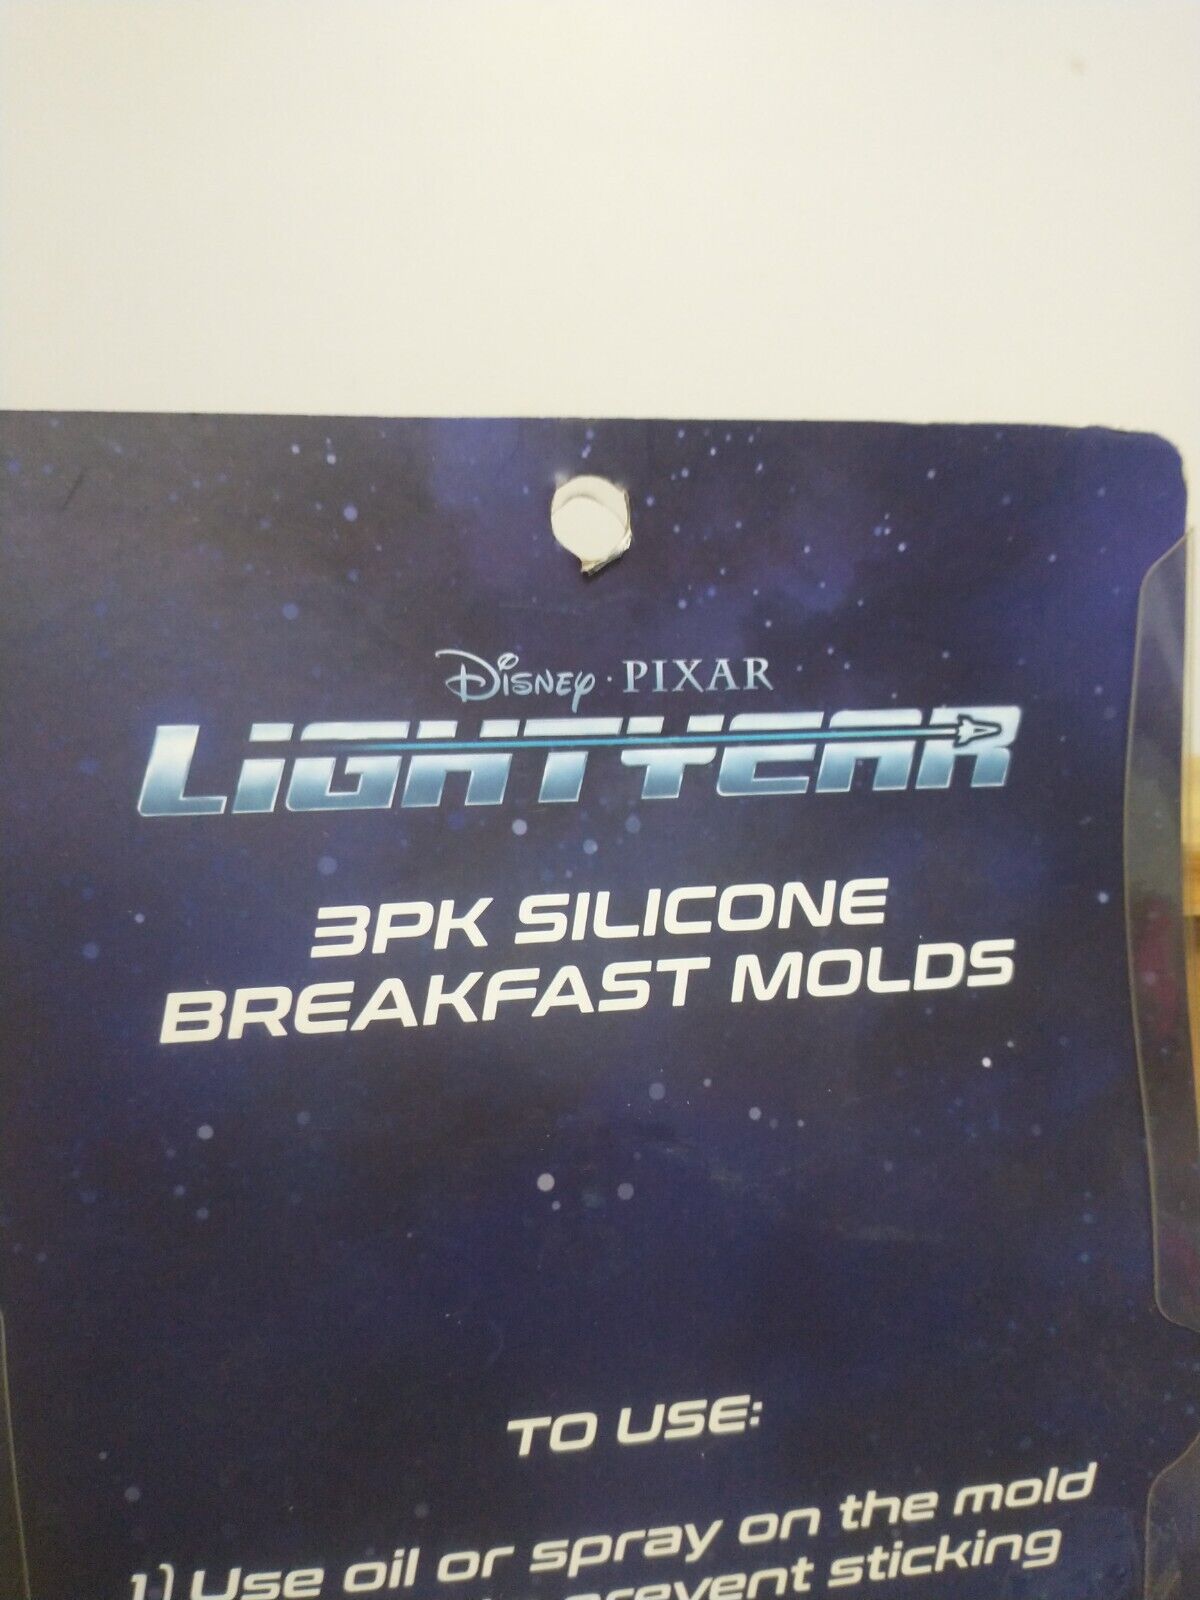 Disney · PIXAR
LIGHTYEAR
3PK SILICONE
BREAKFAST MOLDS
TO USE:
1) Use oil or spray on the mold
prevent sticking